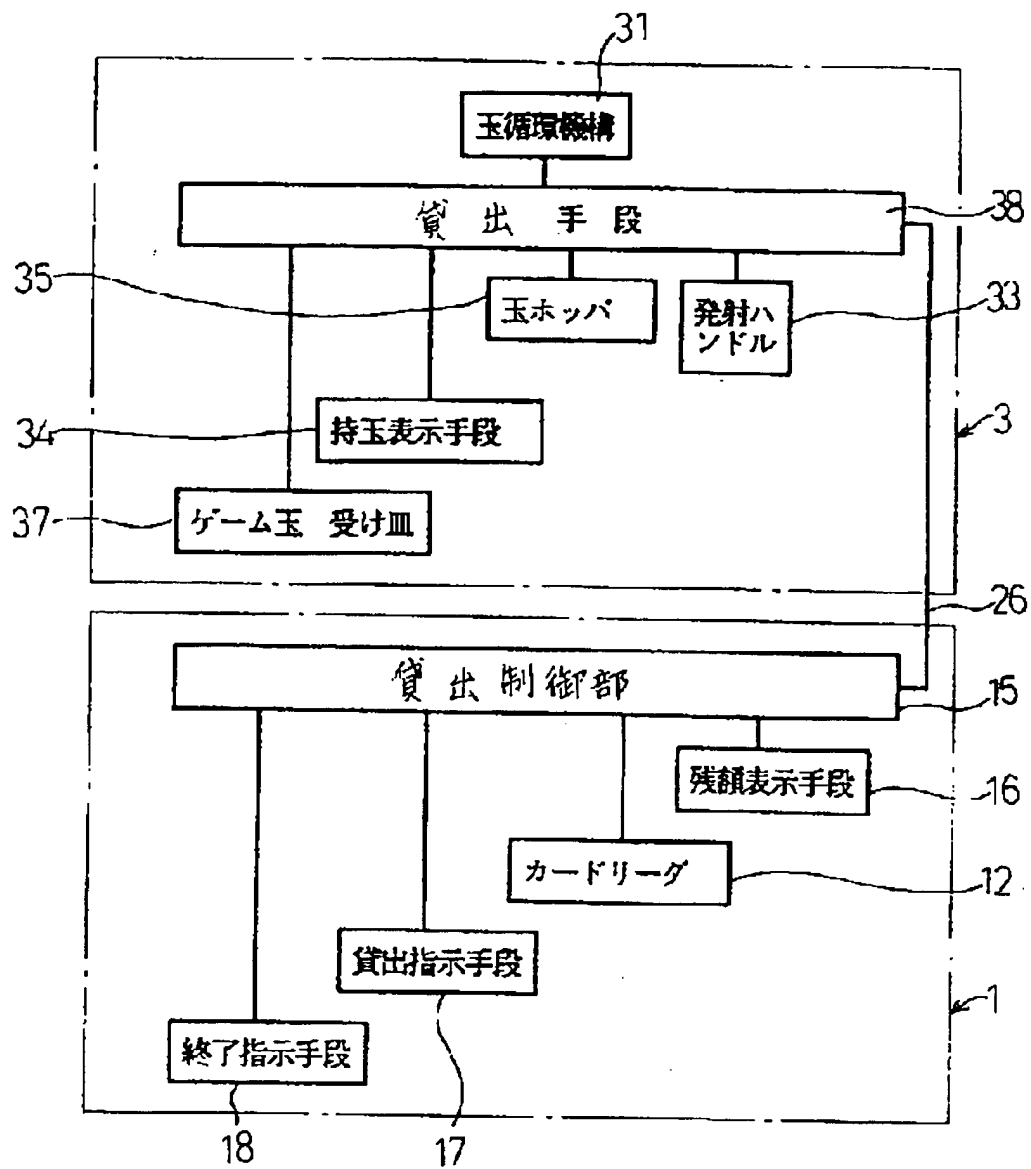 31
玉循環機構
貸出手段
38
35
玉ホッパ
発射ハ
ンドル
33
34
持玉表示手段
3
37
ゲーム玉 受け皿
26
貸出制御部
15
残額表示手段
16
カードリーダ
12
貸出指示手段
1
終了指示手段
18
17